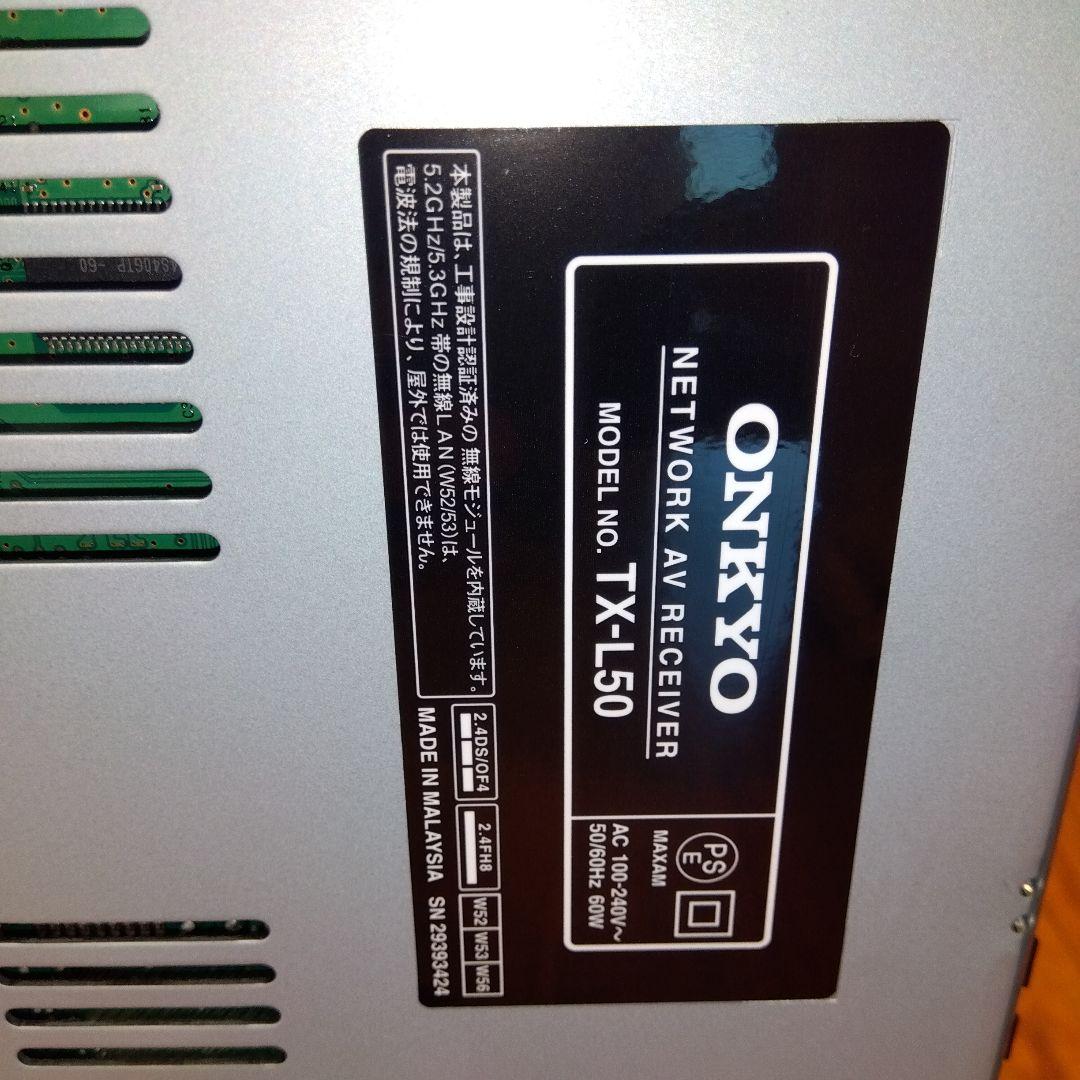 ONKYO
NETWORK AV RECEIVER
MODEL NO. TX-L50
PS
E
MAXAM
AC 100-240V～
50/60Hz 60W
本製品は、工事設計認証済みの 無線モジュールを内蔵しています。
5.2GHz/5.3GHz 帯の無線LAN(W52/53)は、
電波法の規制により、屋外では使用できません。
2.4DS/OF4
2.4FH8
W52 W53 W56
MADE IN MALAYSIA SN 29393424